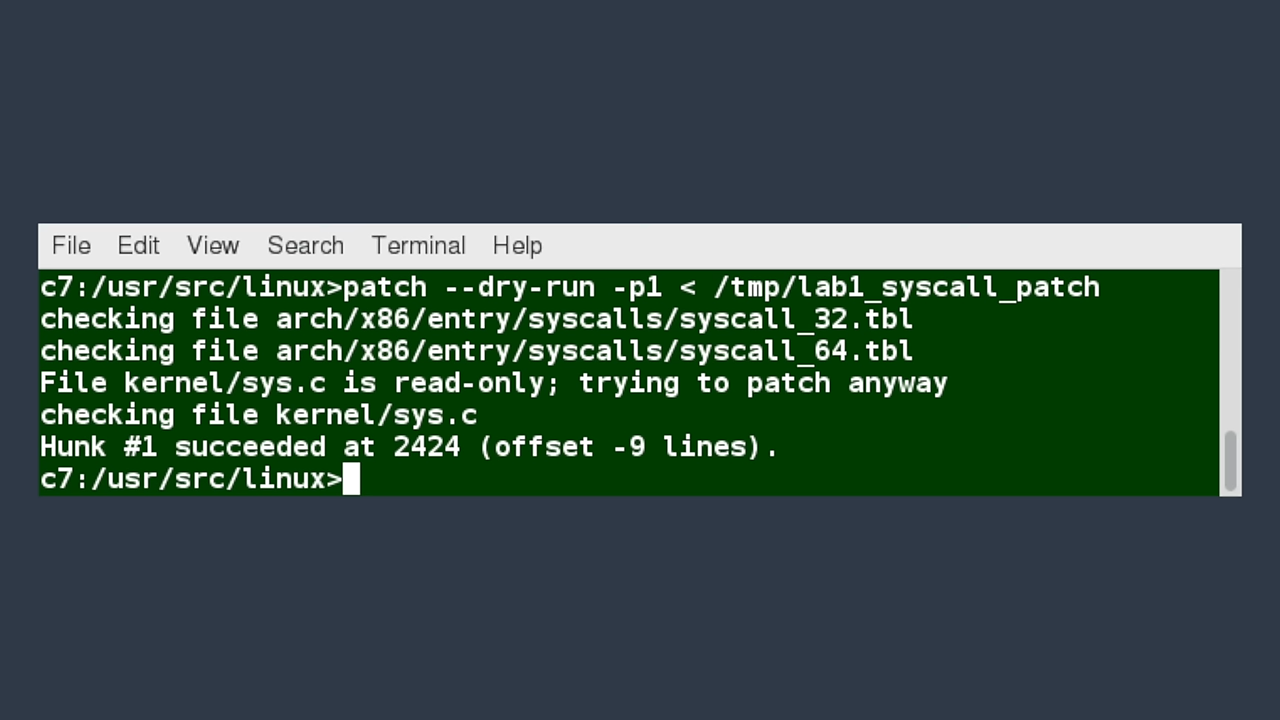 File Edit View Search Terminal Help
c7:/usr/src/linux>patch --dry-run -p1 < /tmp/lab1_syscall_patch
checking file arch/x86/entry/syscalls/syscall_32.tbl
checking file arch/x86/entry/syscalls/syscall_64.tbl
File kernel/sys.c is read-only; trying to patch anyway
checking file kernel/sys.c
Hunk #1 succeeded at 2424 (offset -9 lines).
c7:/usr/src/linux>